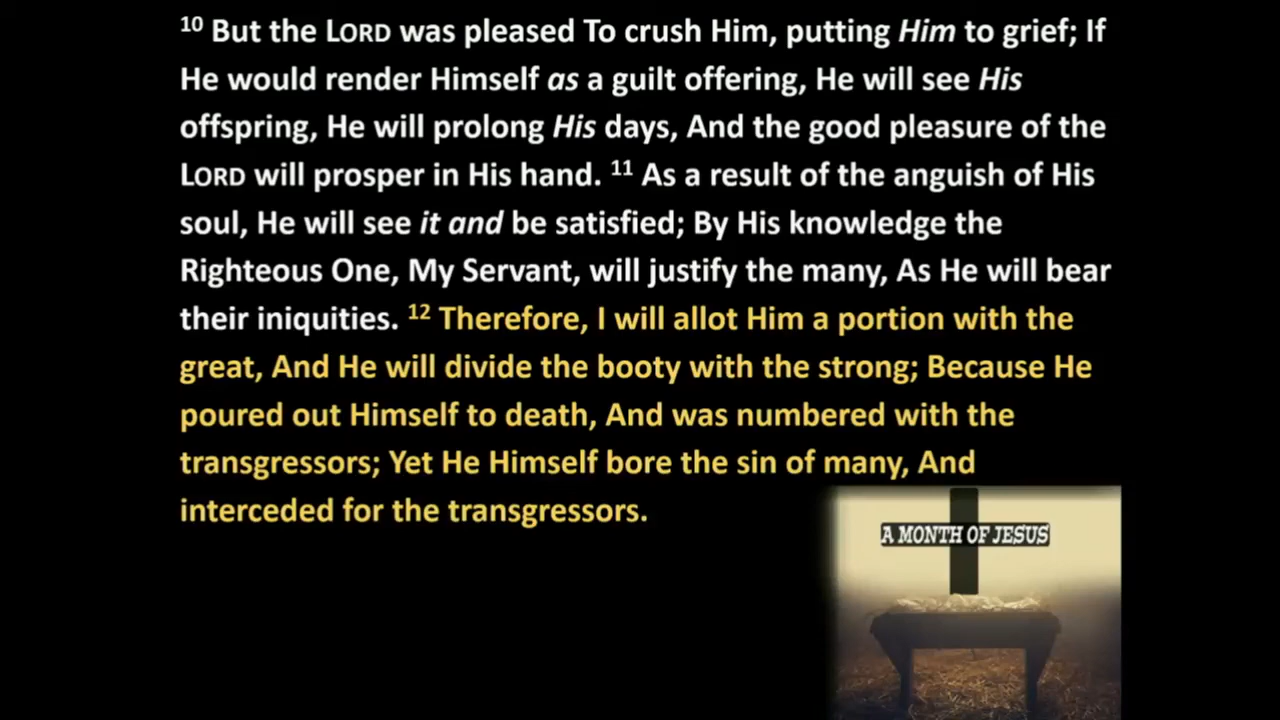 10 But the LORD was pleased To crush Him, putting Him to grief; If
He would render Himself as a guilt offering, He will see His
offspring, He will prolong His days, And the good pleasure of the
LORD will prosper in His hand. 11 As a result of the anguish of His
soul, He will see it and be satisfied; By His knowledge the
Righteous One, My Servant, will justify the many, As He will bear
their iniquities. 12 Therefore, I will allot Him a portion with the
great, And He will divide the booty with the strong; Because He
poured out Himself to death, And was numbered with the
transgressors; Yet He Himself bore the sin of many, And
interceded for the transgressors.
A MONTH OF JESUS